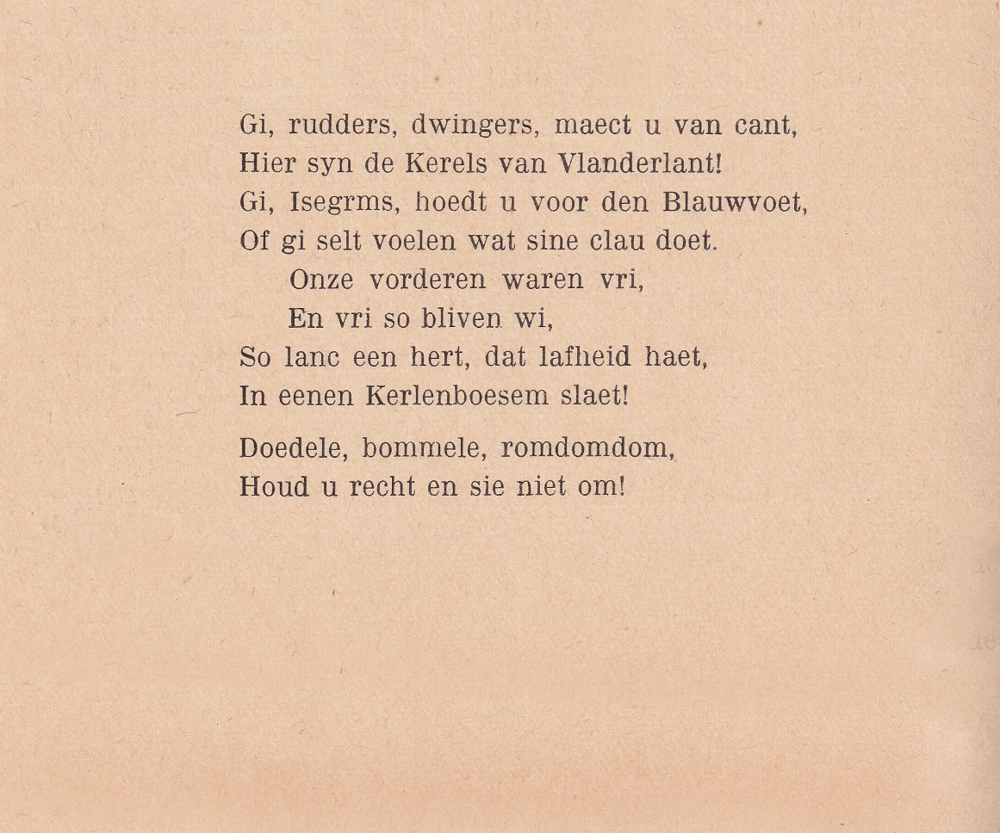 Gi, rudders, dwingers, maect u van cant,
Hier syn de Kerels van Vlanderlant!
Gi, Isegrms, hoedt u voor den Blauwvoet,
Of gi selt voelen wat sine clau doet.
Onze vorderen waren vri,
En vri so bliven wi,
So lanc een hert, dat lafheid haet,
In eenen Kerlenboesem slaet!
Doedele, bommele, romdomdom,
Houd u recht en sie niet om!